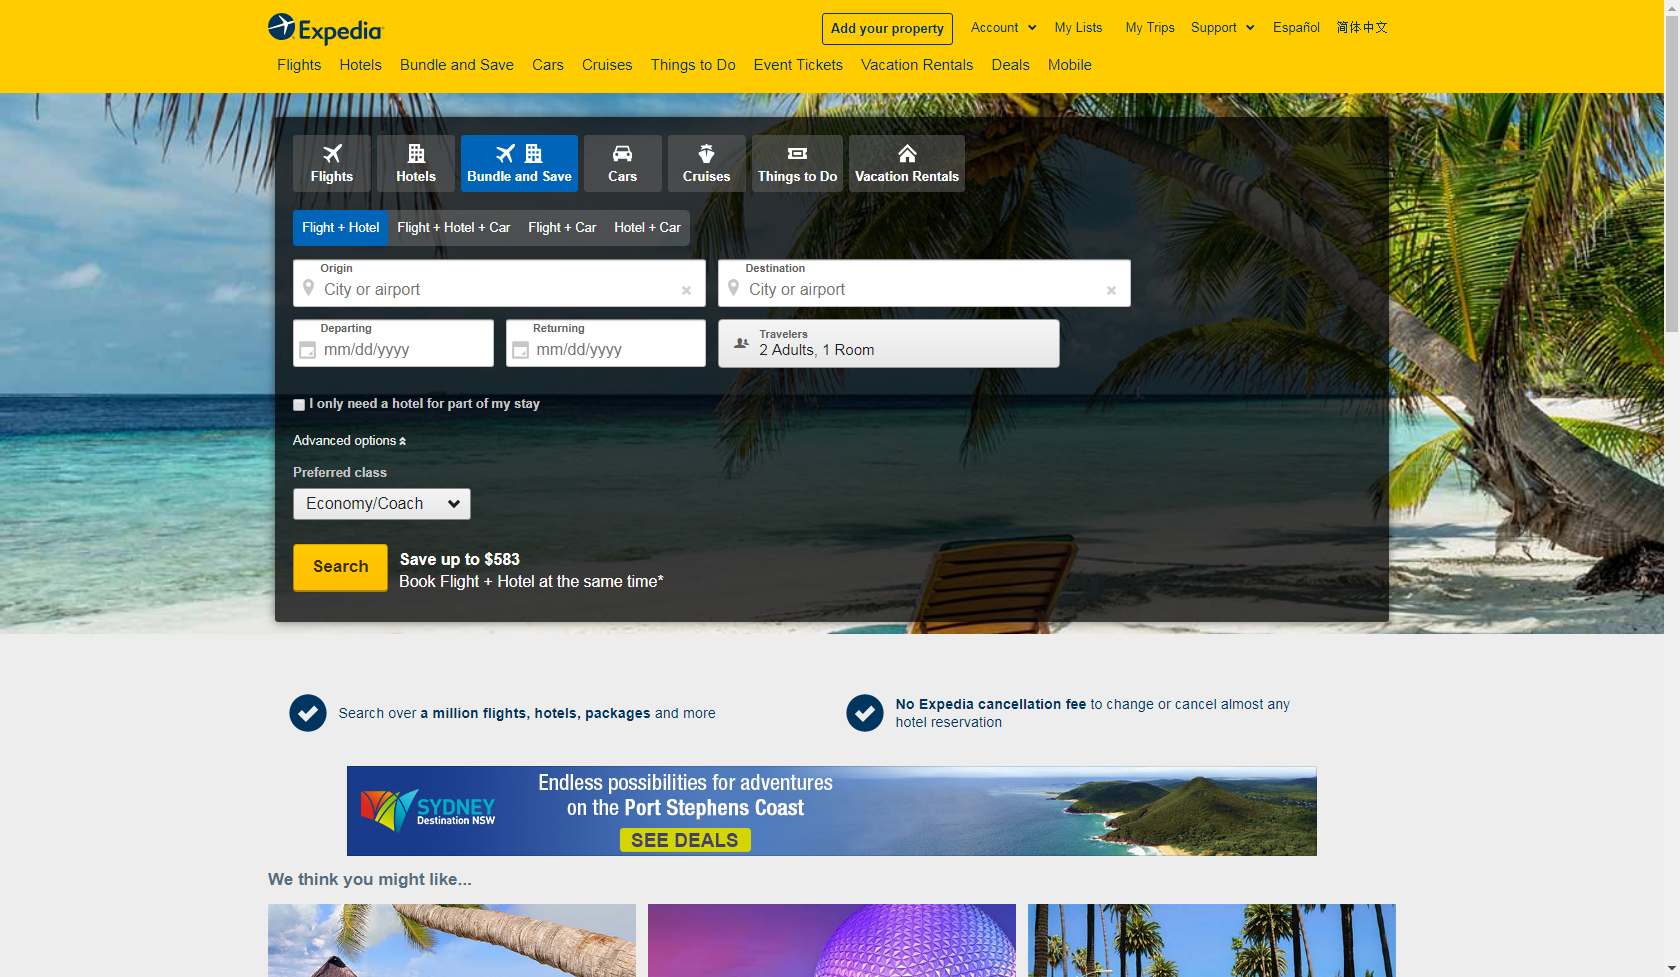 Expedia
Add your property
Account
My Lists
My Trips
Support
Español
简体中文
Flights
Hotels
Bundle and Save
Cars
Cruises
Things to Do
Event Tickets
Vacation Rentals
Deals
Mobile
Flights
Hotels
Bundle and Save
Cars
Cruises
Things to Do
Vacation Rentals
Flight + Hotel
Flight + Hotel + Car
Flight + Car
Hotel + Car
Origin
City or airport
Destination
City or airport
Departing
mm/dd/yyyy
Returning
mm/dd/yyyy
Travelers
2 Adults, 1 Room
I only need a hotel for part of my stay
Advanced options
Preferred class
Economy/Coach
Search
Save up to $583
Book Flight + Hotel at the same time*
Search over a million flights, hotels, packages and more
No Expedia cancellation fee to change or cancel almost any
hotel reservation
SYDNEY
Destination NSW
Endless possibilities for adventures
on the Port Stephens Coast
SEE DEALS
We think you might like...